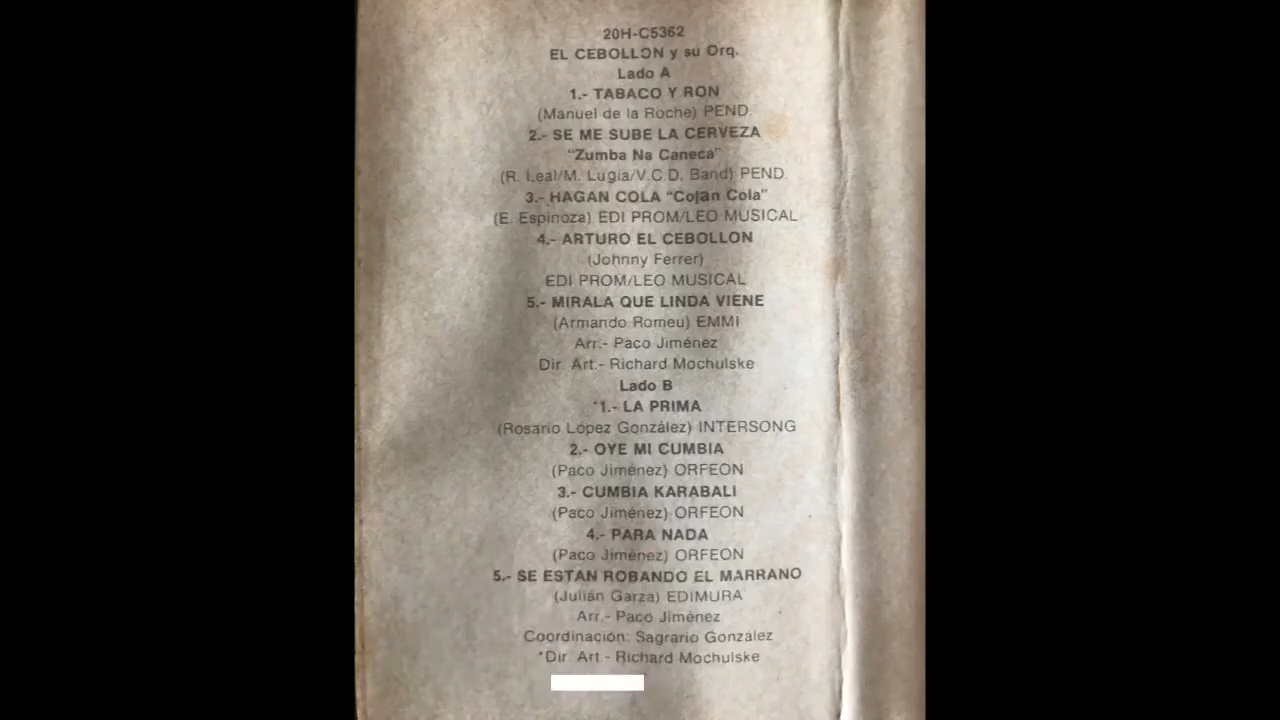 20H-C5362
EL CEBOLLON y su Orq.
Lado A
1.- TABACO Y RON
(Manuel de la Roche) PEND.
2.- SE ME SUBE LA CERVEZA
"Zumba Na Caneca"
(R. Leal/M. Lugia/V.C.D. Band) PEND.
3.- HAGAN COLA "Cojan Cola"
(E. Espinoza) EDI PROM/LEO MUSICAL
4.- ARTURO EL CEBOLLON
(Johnny Ferrer)
EDI PROM/LEO MUSICAL
5.- MIRALA QUE LINDA VIENE
(Armando Romeu) EMMI
Arr.- Paco Jiménez
Dir. Art.- Richard Mochulske
Lado B
*1.- LA PRIMA
(Rosario López González) INTERSONG
2.- OYE MI CUMBIA
(Paco Jiménez) ORFEON
3.- CUMBIA KARABALI
(Paco Jiménez) ORFEON
4.- PARA NADA
(Paco Jiménez) ORFEON
5.- SE ESTAN ROBANDO EL MARRANO
(Julián Garza) EDIMURA
Arr.- Paco Jiménez
Coordinación: Sagrario González
*Dir. Art.- Richard Mochulske